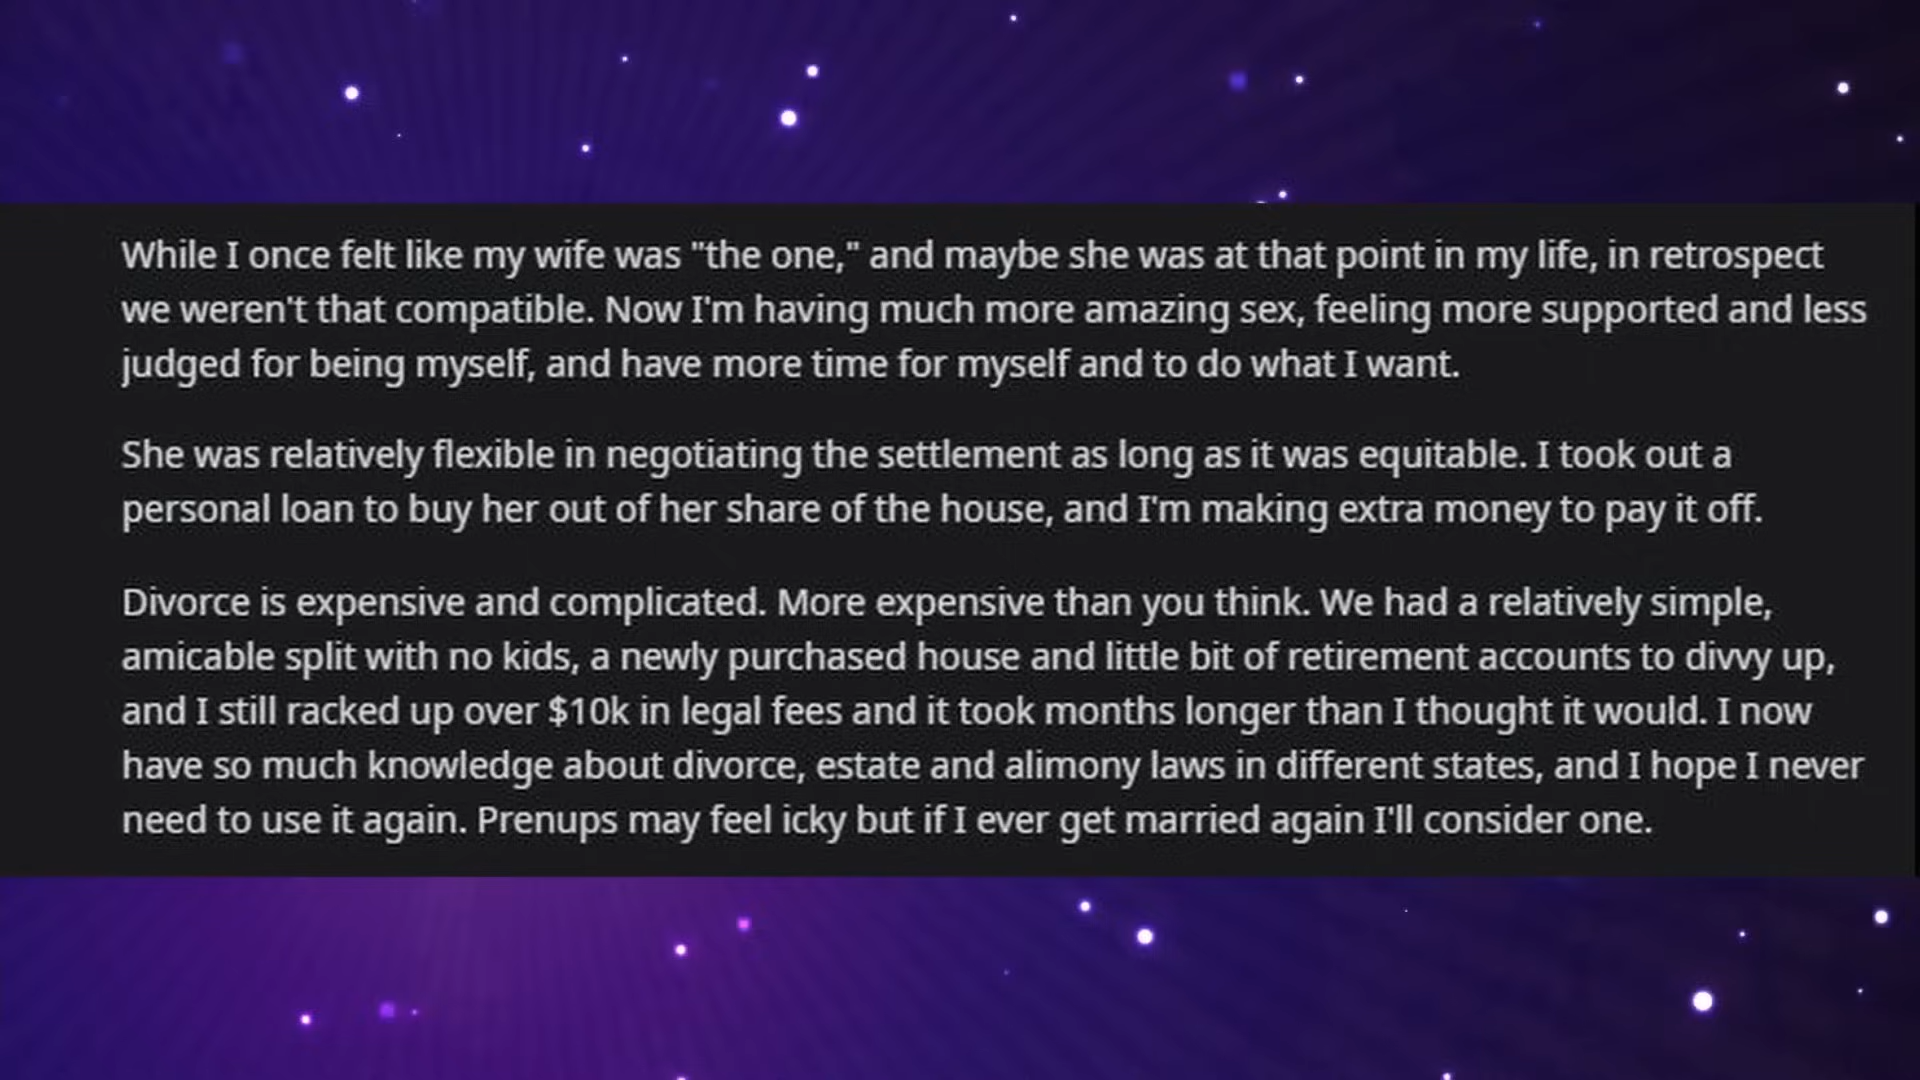 While I once felt like my wife was "the one," and maybe she was at that point in my life, in retrospect
we weren't that compatible. Now I'm having much more amazing sex, feeling more supported and less
judged for being myself, and have more time for myself and to do what I want.
She was relatively flexible in negotiating the settlement as long as it was equitable. I took out a
personal loan to buy her out of her share of the house, and I'm making extra money to pay it off.
Divorce is expensive and complicated. More expensive than you think. We had a relatively simple,
amicable split with no kids, a newly purchased house and little bit of retirement accounts to divvy up,
and I still racked up over $10k in legal fees and it took months longer than I thought it would. I now
have so much knowledge about divorce, estate and alimony laws in different states, and I hope I never
need to use it again. Prenups may feel icky but if I ever get married again I'll consider one.